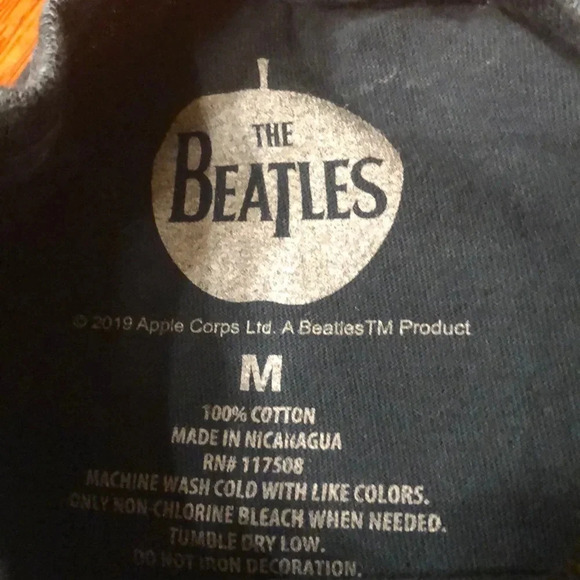 THE
BEATLES
© 2019 Apple Corps Ltd. A BeatlesTM Product
M
100% COTTON
MADE IN NICARAGUA
RN# 117508
MACHINE WASH COLD WITH LIKE COLORS.
ONLY NON-CHLORINE BLEACH WHEN NEEDED.
TUMBLE DRY LOW.
DO NOT IRON DECORATION.